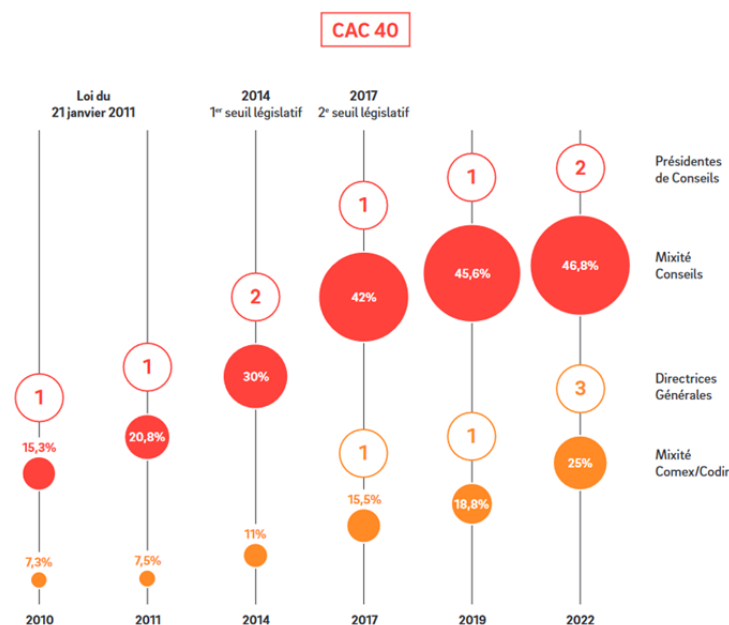 CAC 40
Loi du
21 janvier 2011
2014
1er seuil législatif
2017
2e seuil législatif
Présidentes
de Conseils
1
1
2
1
1
2
Mixité
Conseils
15,3%
20,8%
30%
42%
45,6%
46,8%
Directrices
Générales
1
1
3
Mixité
Comex/Codir
7,3%
7,5%
11%
15,5%
18,8%
25%
2010
2011
2014
2017
2019
2022